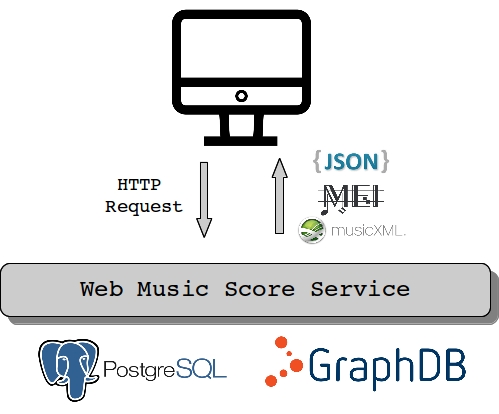 {JSON}
HTTP
Request
MEI
musicXML.
Web Music Score Service
PostgreSQL
GraphDB